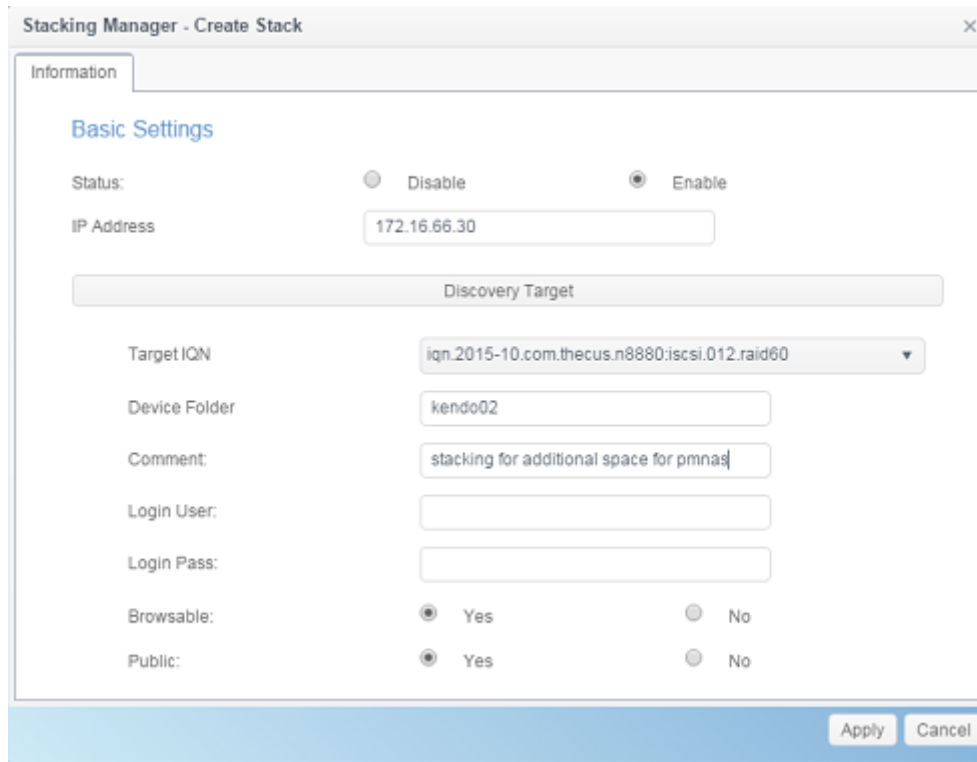 Stacking Manager - Create Stack
Information
Basic Settings
Status: Disable Enable
IP Address 172.16.66.30
Discovery Target
Target IQN iqn.2015-10.com.thecus.n8880:iscsi.012.raid60
Device Folder kendo02
Comment: stacking for additional space for pmnas
Login User:
Login Pass:
Browsable: Yes No
Public: Yes No
Apply Cancel